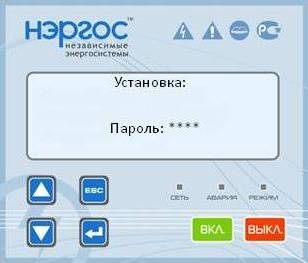 нэргос
независимые
энергосистемы
Установка:
Пароль: ****
ESC
СЕТЬ АВАРИЯ РЕЖИМ
ВКЛ. ВЫКЛ.